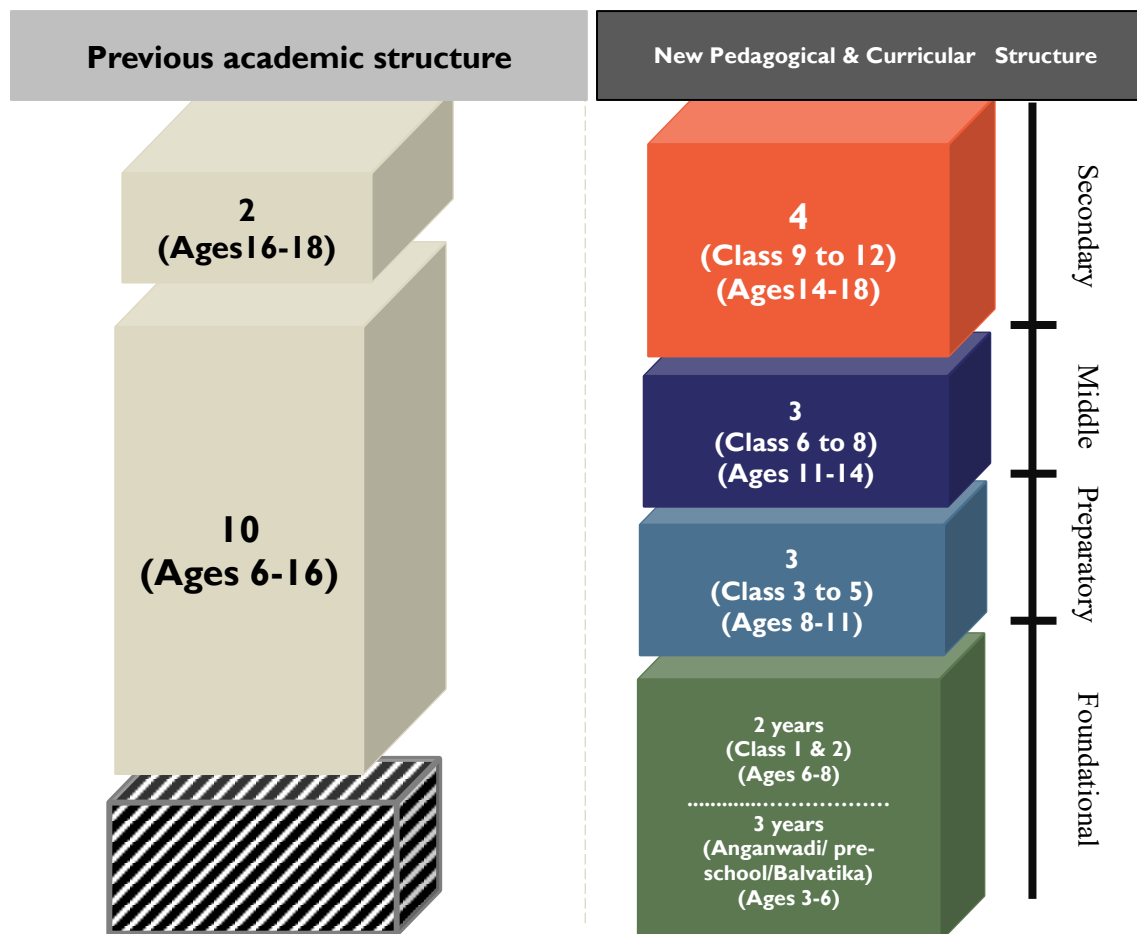 Previous academic structure
2
(Ages16-18)
10
(Ages 6-16)
New Pedagogical & Curricular Structure
4
(Class 9 to 12)
(Ages14-18)
3
(Class 6 to 8)
(Ages 11-14)
3
(Class 3 to 5)
(Ages 8-11)
2 years
(Class 1 & 2)
(Ages 6-8)
......................................
3 years
(Anganwadi/ pre-
school/Balvatika)
(Ages 3-6)
Secondary
Middle
Preparatory
Foundational